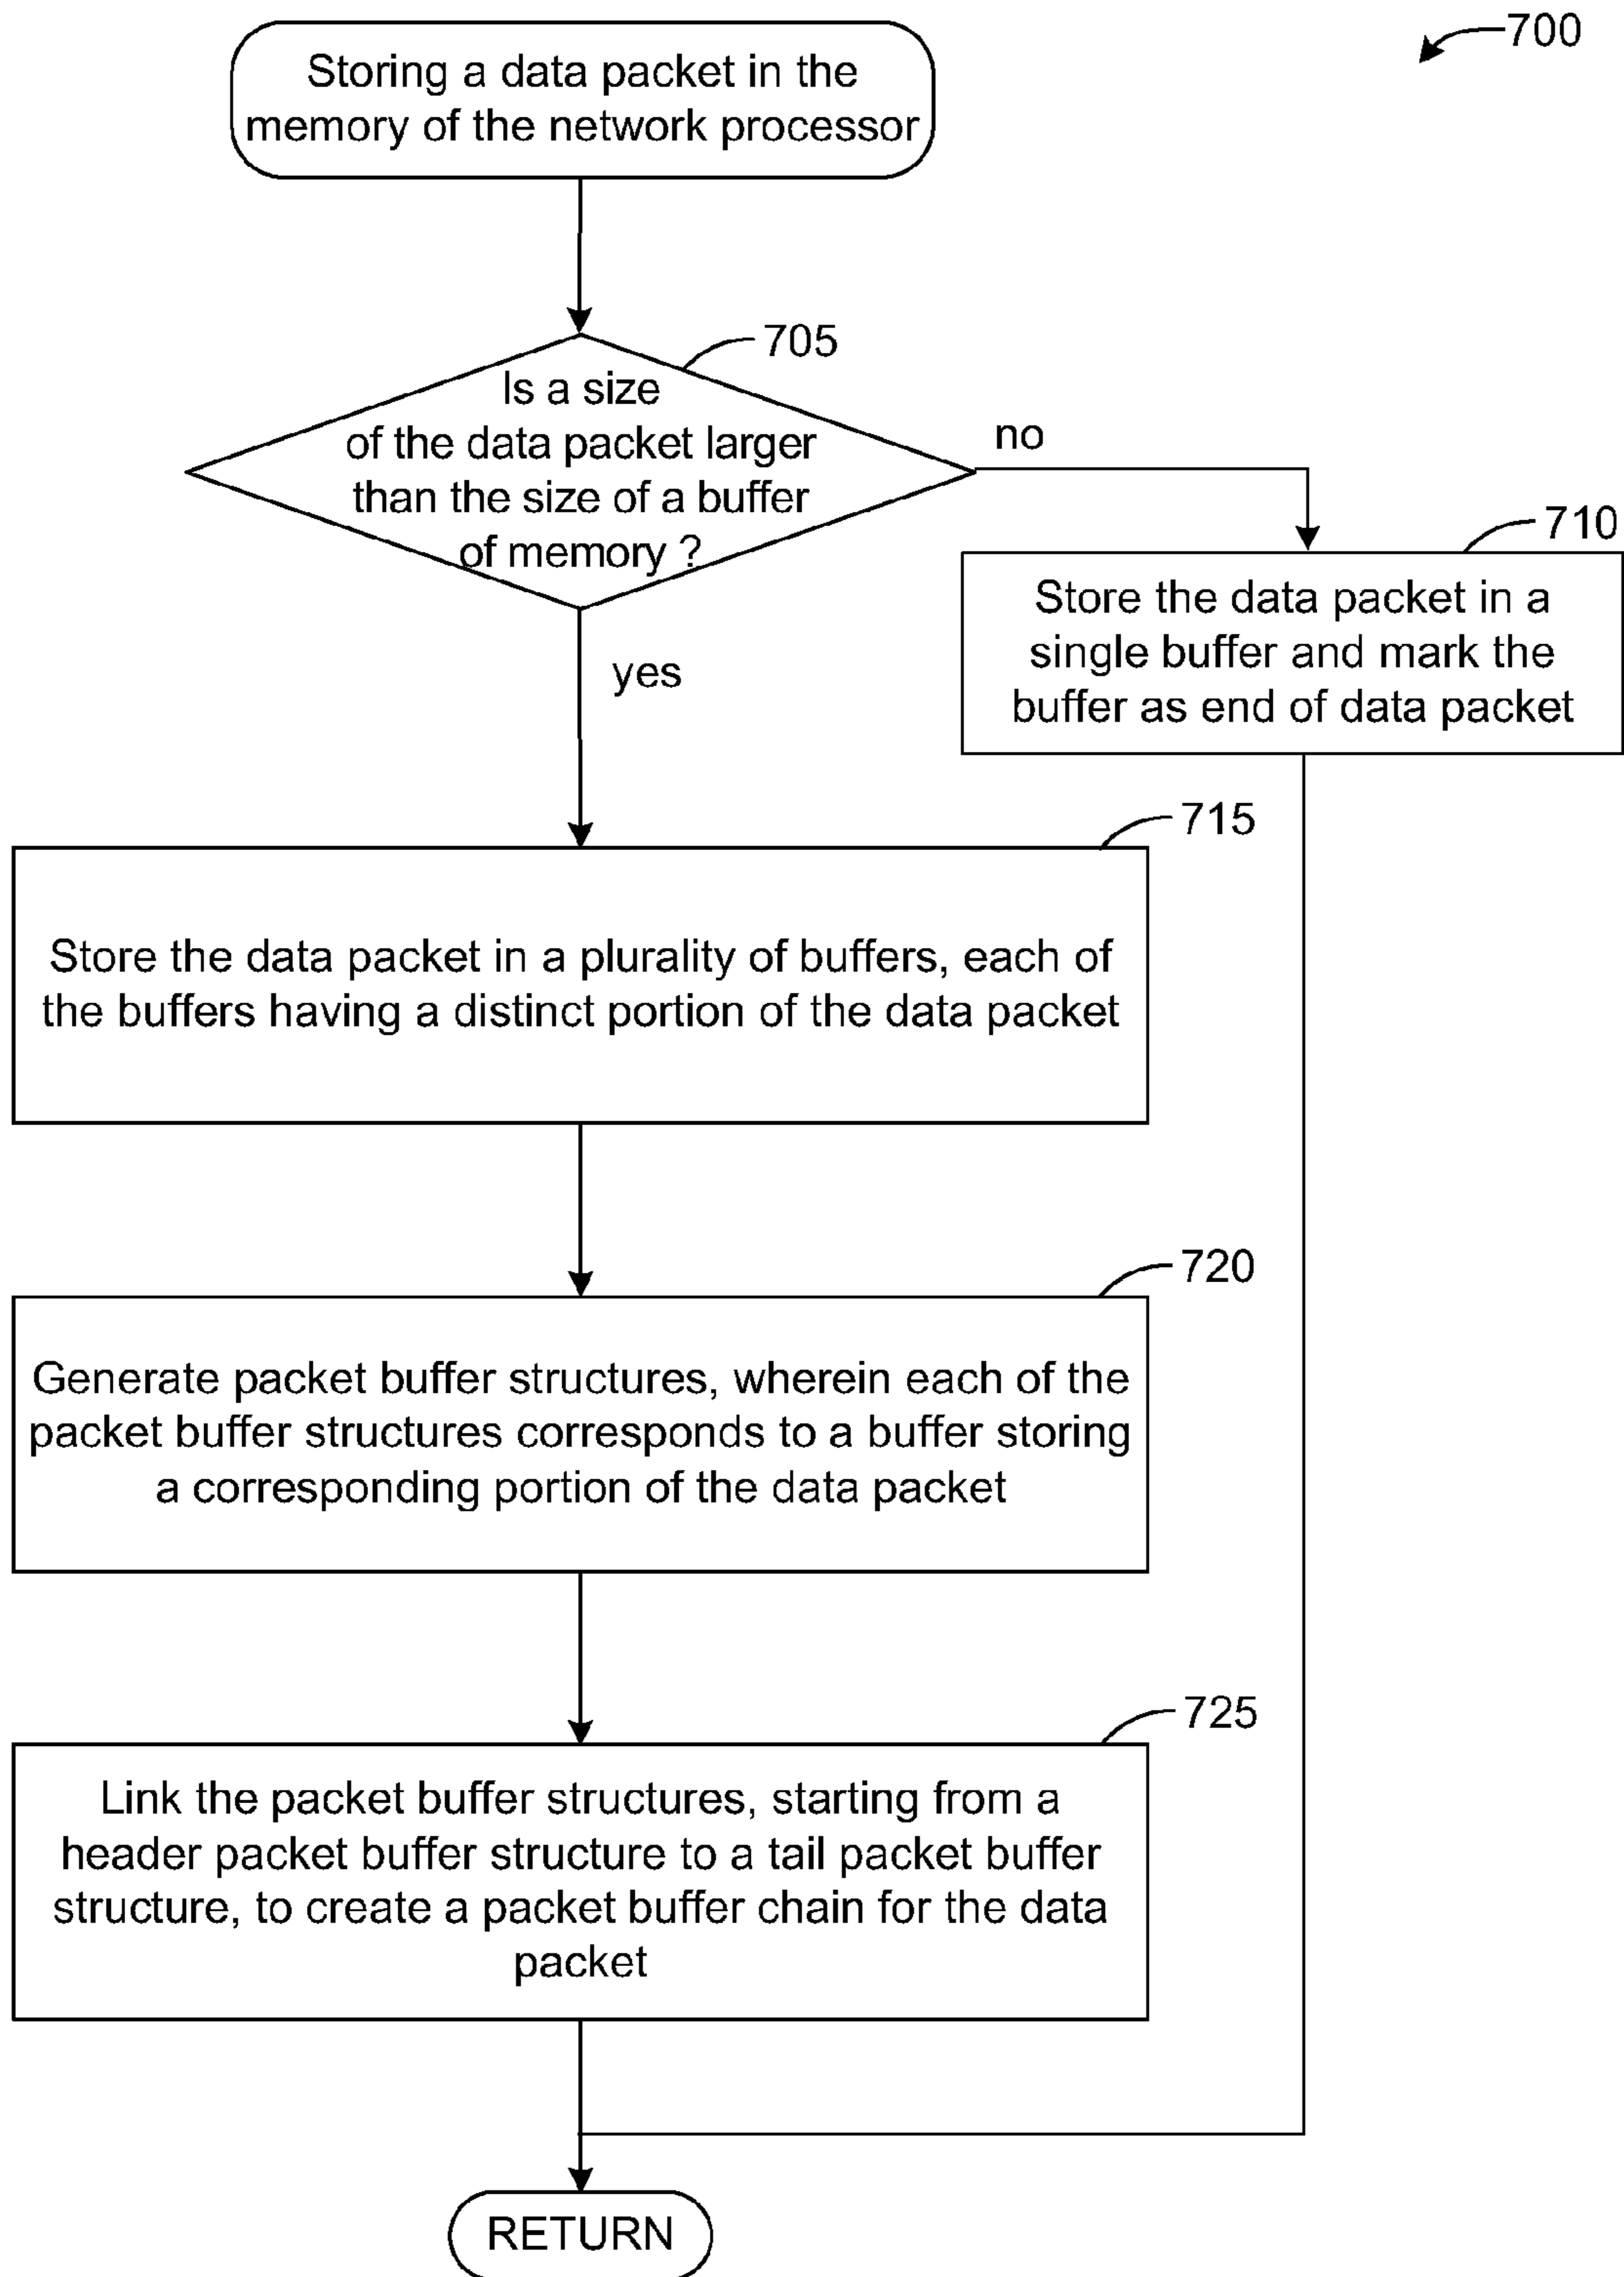 700
Storing a data packet in the
memory of the network processor
705
Is a size
of the data packet larger
than the size of a buffer
of memory ?
no
yes
710
Store the data packet in a
single buffer and mark the
buffer as end of data packet
715
Store the data packet in a plurality of buffers, each of
the buffers having a distinct portion of the data packet
720
Generate packet buffer structures, wherein each of the
packet buffer structures corresponds to a buffer storing
a corresponding portion of the data packet
725
Link the packet buffer structures, starting from a
header packet buffer structure to a tail packet buffer
structure, to create a packet buffer chain for the data
packet
RETURN